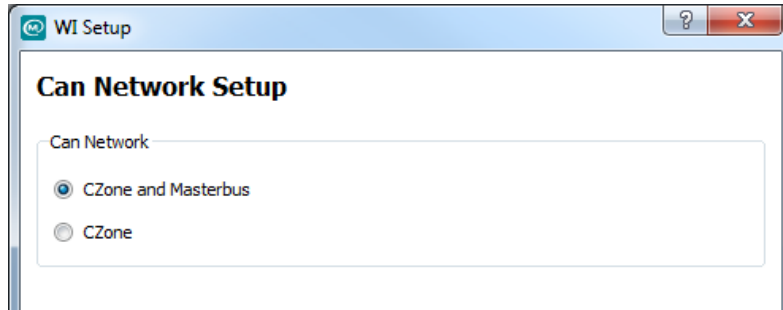 WI Setup
Can Network Setup
Can Network
CZone and Masterbus
CZone